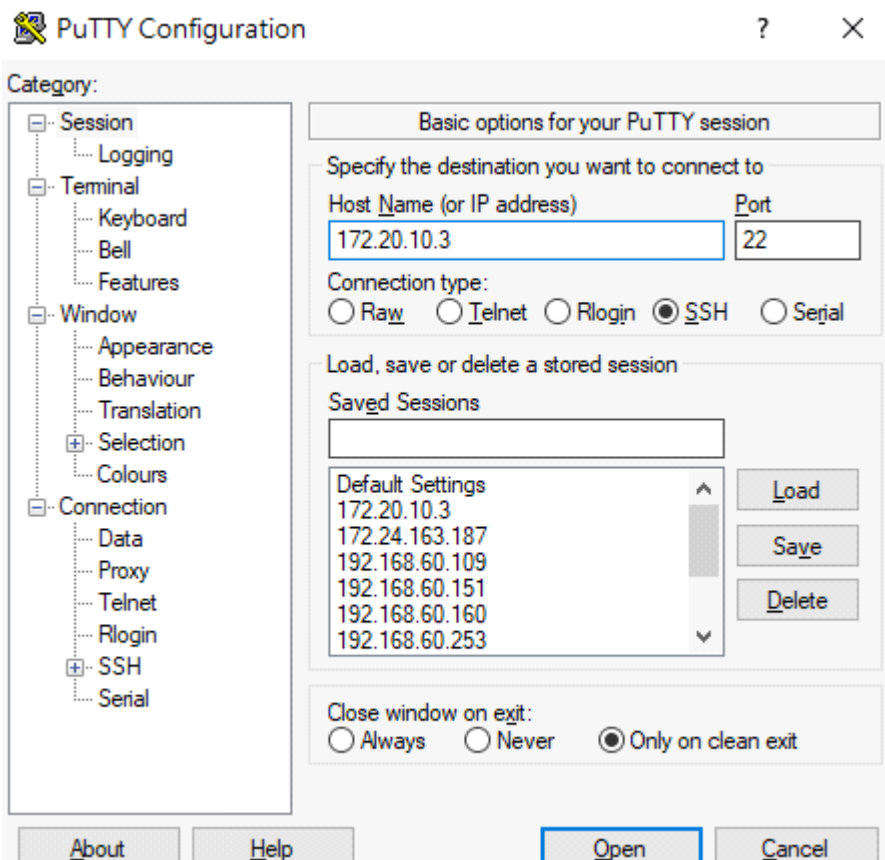 PuTTY Configuration ? ×
Category:
Session
Logging
Terminal
Keyboard
Bell
Features
Window
Appearance
Behaviour
Translation
Selection
Colours
Connection
Data
Proxy
Telnet
Rlogin
SSH
Serial
Basic options for your PuTTY session
Specify the destination you want to connect to
Host Name (or IP address) Port
172.20.10.3 22
Connection type:
Raw Telnet Rlogin SSH Serial
Load, save or delete a stored session
Saved Sessions
Default Settings
172.20.10.3
172.24.163.187
192.168.60.109
192.168.60.151
192.168.60.160
192.168.60.253
Load
Save
Delete
Close window on exit:
Always Never Only on clean exit
About Help Open Cancel